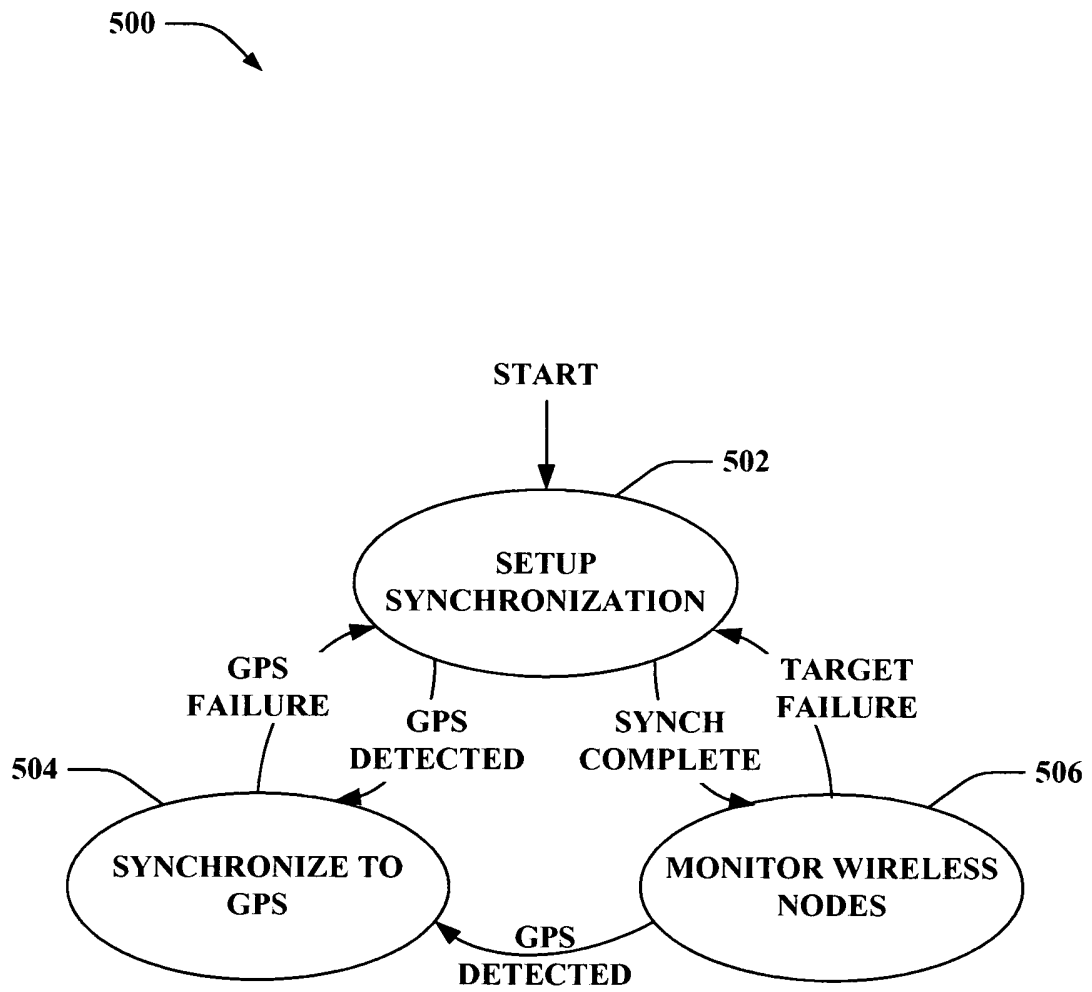 500
START
502
SETUP
SYNCHRONIZATION
GPS
FAILURE
GPS
DETECTED
SYNCH
COMPLETE
TARGET
FAILURE
504
506
SYNCHRONIZE TO
GPS
MONITOR WIRELESS
NODES
GPS
DETECTED